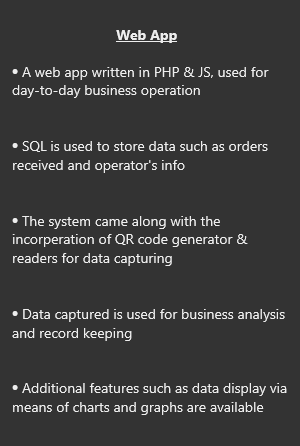 Web App
• A web app written in PHP & JS, used for
day-to-day business operation
• SQL is used to store data such as orders
received and operator's info
• The system came along with the
incorperation of QR code generator &
readers for data capturing
• Data captured is used for business analysis
and record keeping
• Additional features such as data display via
means of charts and graphs are available